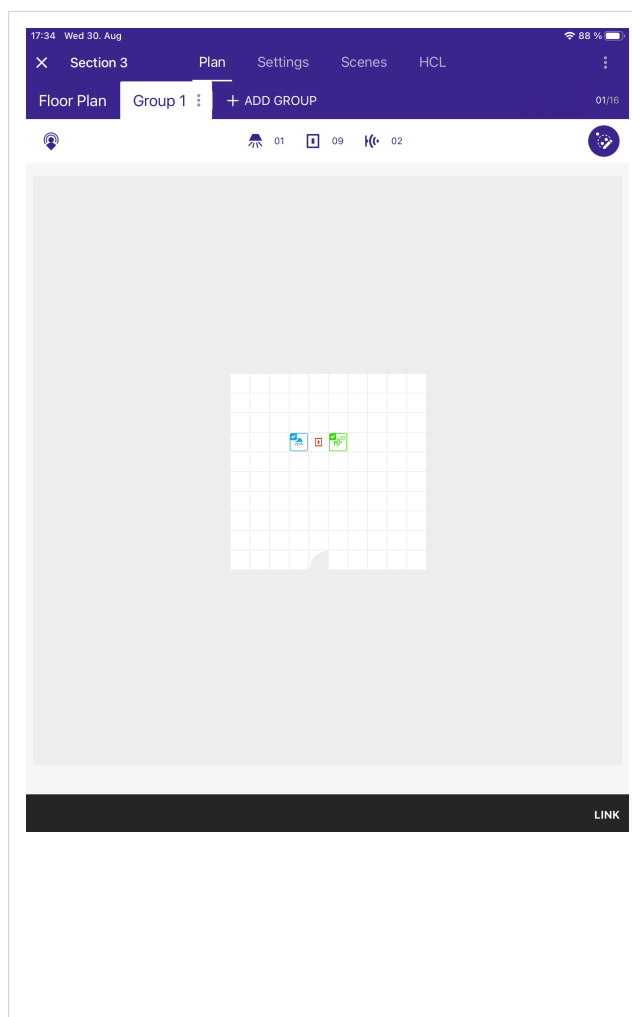 17:34 Wed 30. Aug 88 %
Section 3 Plan Settings Scenes HCL
Floor Plan Group 1 + ADD GROUP 01/16
01 09 02
LINK